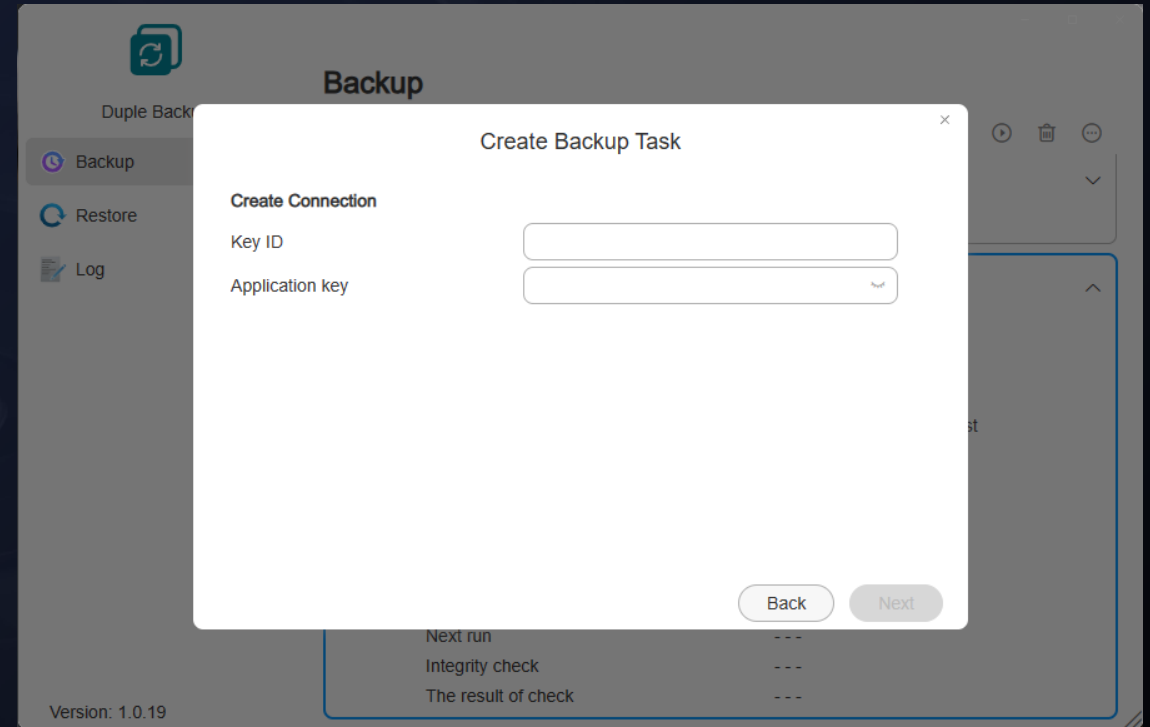 Backup
Duple
Create Backup Task
Backup
Create Connection
Restore
Key ID
Log
Application key
Back
Next
Next run
- - -
Integrity check
- - -
The result of check
- - -
Version: 1.0.19